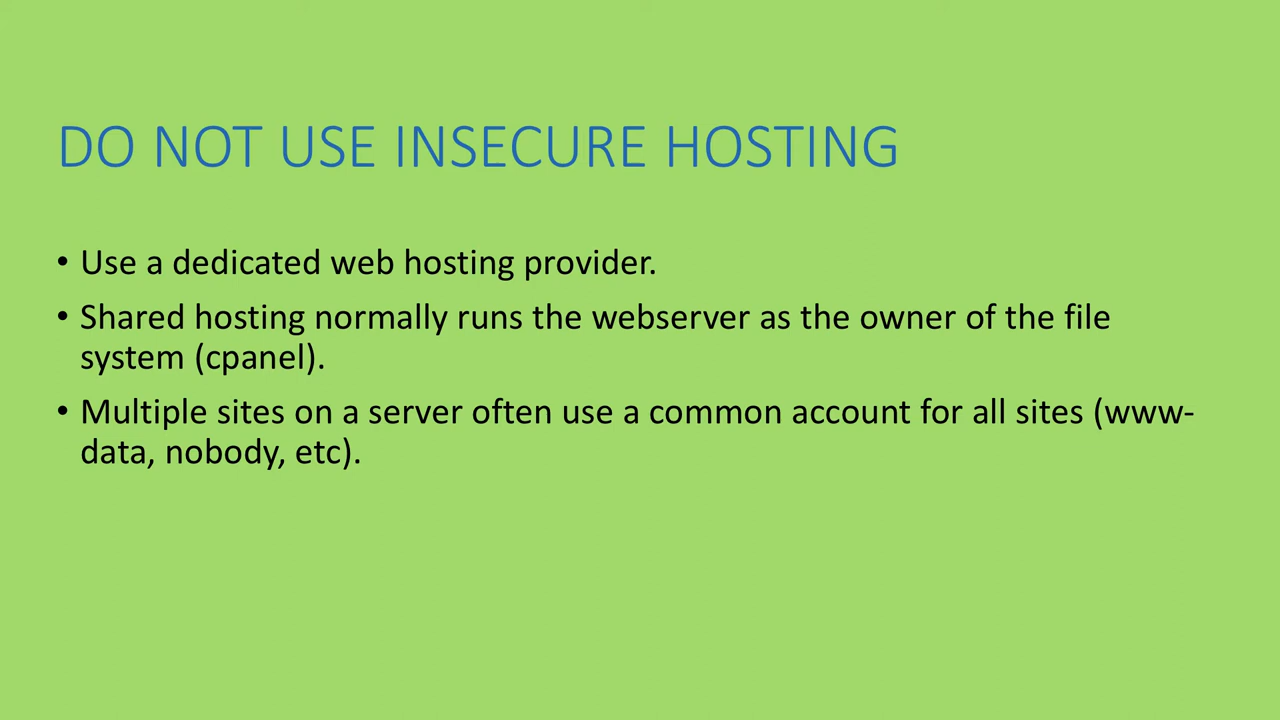 DO NOT USE INSECURE HOSTING
• Use a dedicated web hosting provider.
• Shared hosting normally runs the webserver as the owner of the file
system (cpanel).
• Multiple sites on a server often use a common account for all sites (www-
data, nobody, etc).